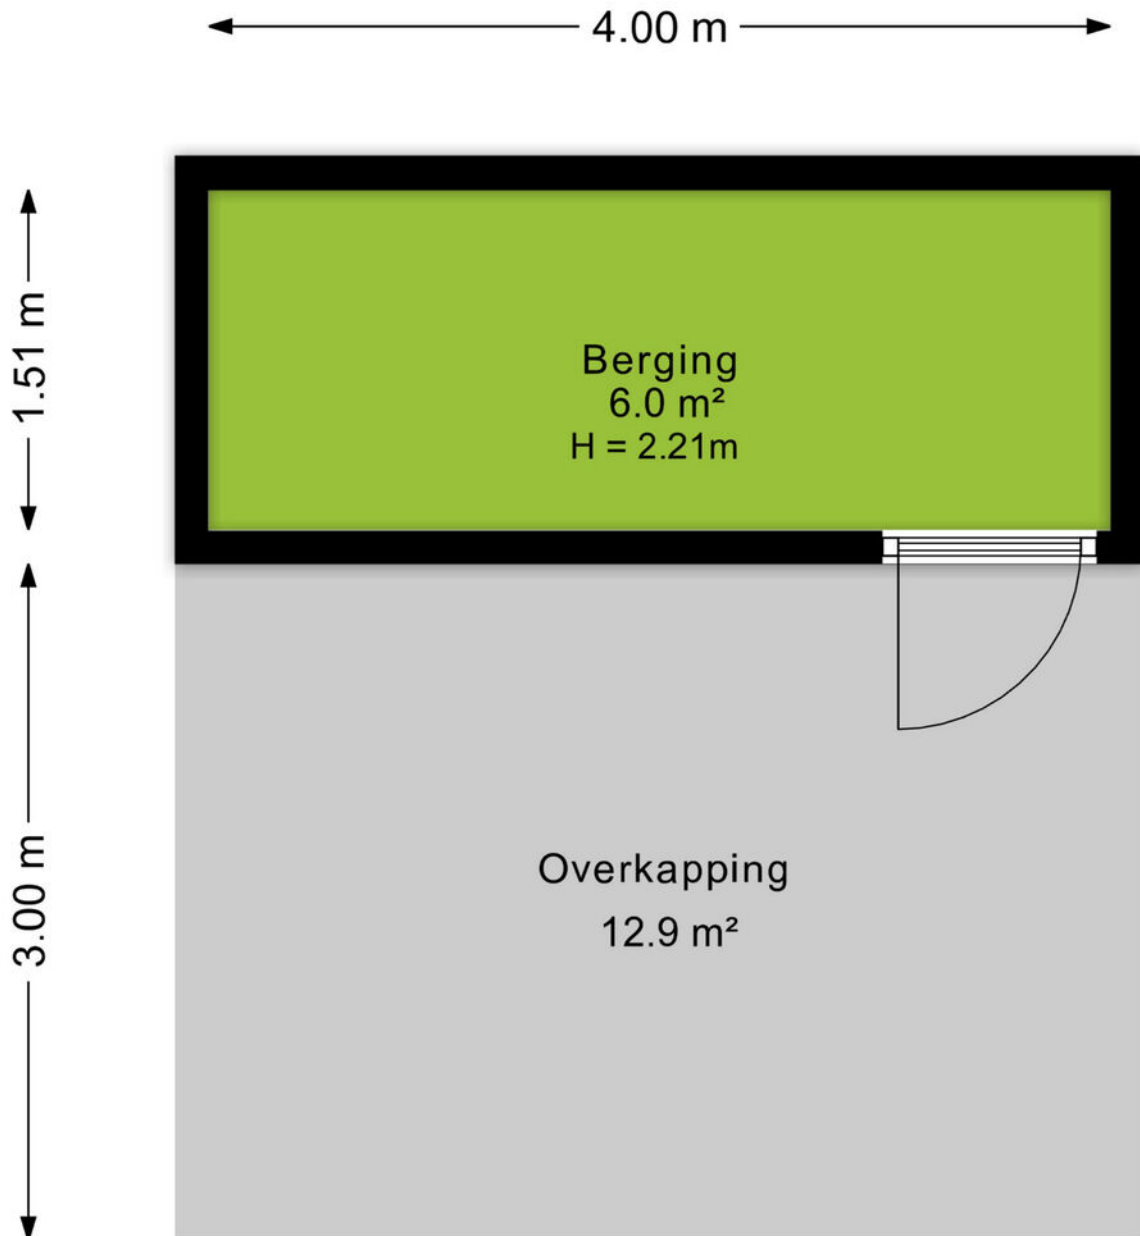 4.00 m
1.51 m
Berging
6.0 m²
H = 2.21m
3.00 m
Overkapping
12.9 m²